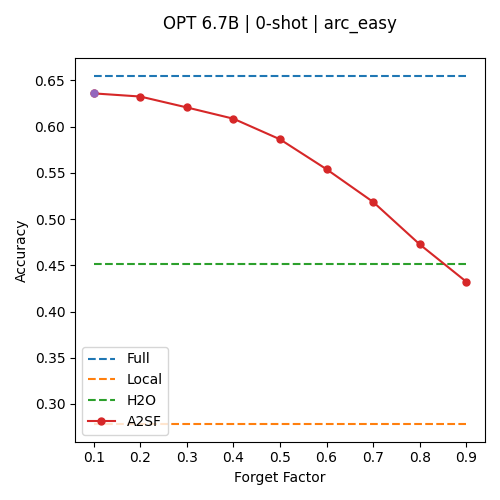 OPT 6.7B | 0-shot | arc_easy
0.65
0.60
0.55
0.50
0.45
0.40
0.35
0.30
Accuracy
Full
Local
H2O
A2SF
0.1 0.2 0.3 0.4 0.5 0.6 0.7 0.8 0.9
Forget Factor